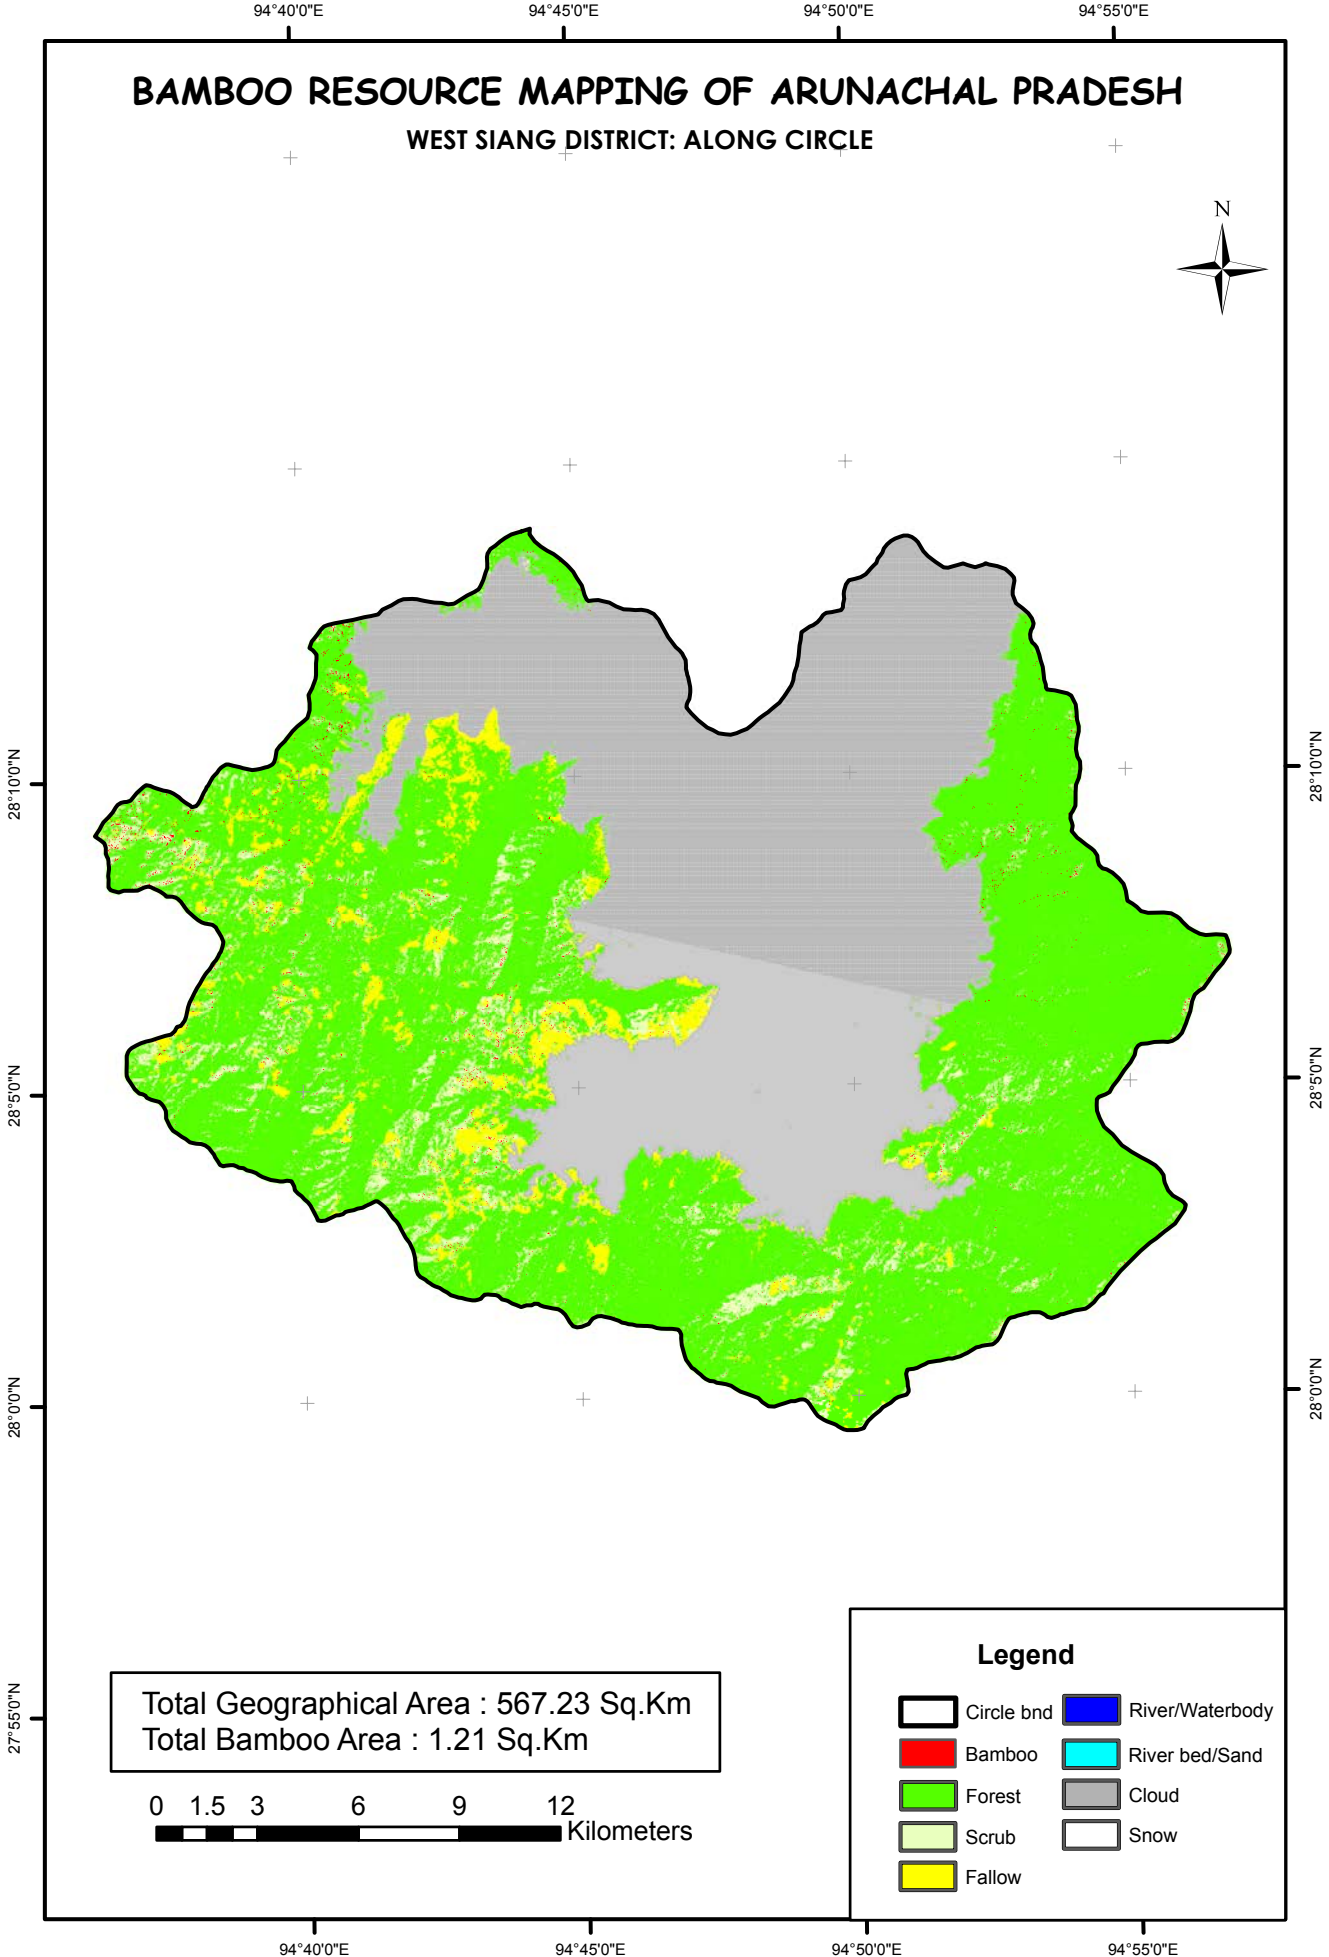 94°40'0"E 94°45'0"E 94°50'0"E 94°55'0"E
BAMBOO RESOURCE MAPPING OF ARUNACHAL PRADESH
WEST SIANG DISTRICT: ALONG CIRCLE
N
28°10'0"N 28°10'0"N
28°5'0"N 28°5'0"N
28°0'0"N 28°0'0"N
27°55'0"N
Total Geographical Area : 567.23 Sq.Km
Total Bamboo Area : 1.21 Sq.Km
0 1.5 3 6 9 12
Kilometers
Legend
Circle bnd
Bamboo
Forest
Scrub
Fallow
River/Waterbody
River bed/Sand
Cloud
Snow
94°40'0"E 94°45'0"E 94°50'0"E 94°55'0"E